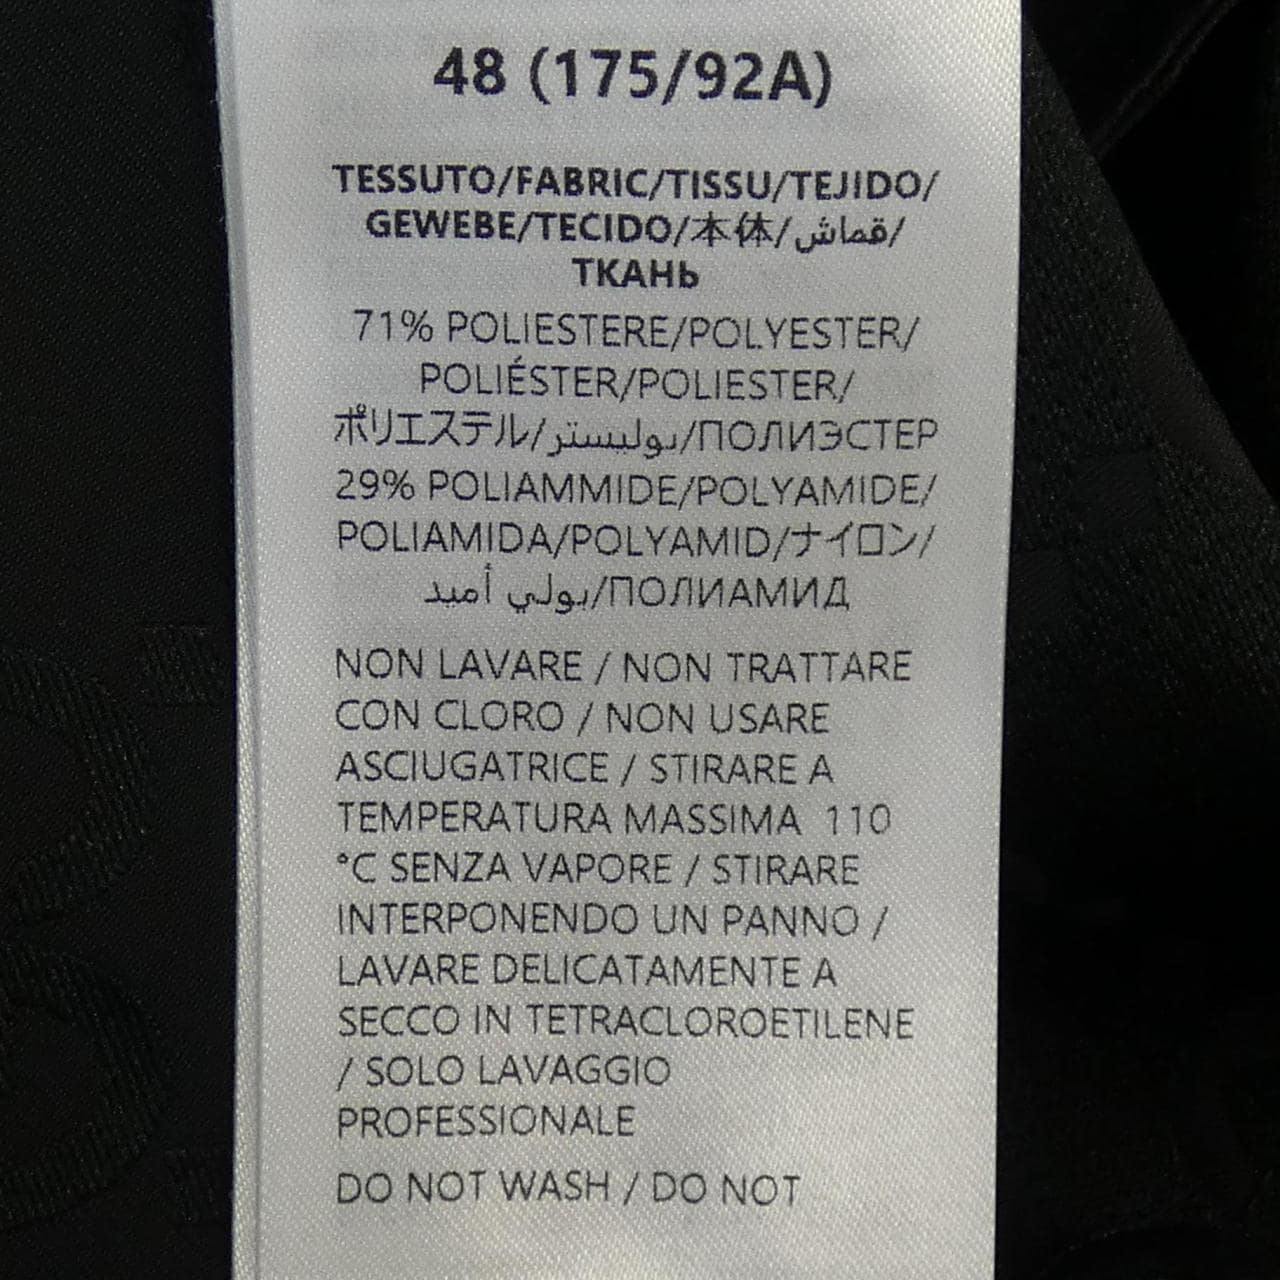 48 (175/92A)
TESSUTO/FABRIC/TISSU/TEJIDO/
GEWEBE/TECIDO/本体/قماش/
ТКАНЬ
71% POLIESTERE/POLYESTER/
POLIÉSTER/POLIESTER/
ポリエステル/بوليستر/ПОЛИЭСТЕР
29% POLIAMMIDE/POLYAMIDE/
POLIAMIDA/POLYAMID/ナイロン/
بولي أميد/ПОЛИАМИД
NON LAVARE / NON TRATTARE
CON CLORO / NON USARE
ASCIUGATRICE / STIRARE A
TEMPERATURA MASSIMA 110
°C SENZA VAPORE / STIRARE
INTERPONENDO UN PANNO /
LAVARE DELICATAMENTE A
SECCO IN TETRACLOROETILENE
/ SOLO LAVAGGIO
PROFESSIONALE
DO NOT WASH / DO NOT